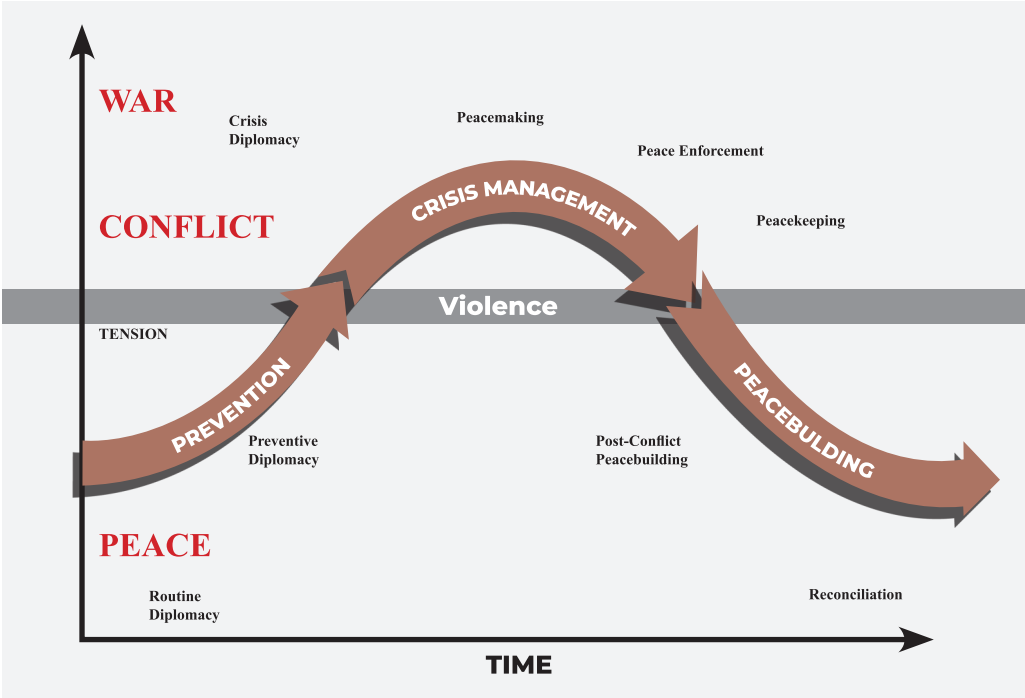 WAR
Crisis
Diplomacy
Peacemaking
Peace Enforcement
CRISIS MANAGEMENT
CONFLICT
Peacekeeping
Violence
TENSION
PREVENTION
PEACEBULDING
Preventive
Diplomacy
Post-Conflict
Peacebuilding
PEACE
Routine
Diplomacy
Reconciliation
TIME